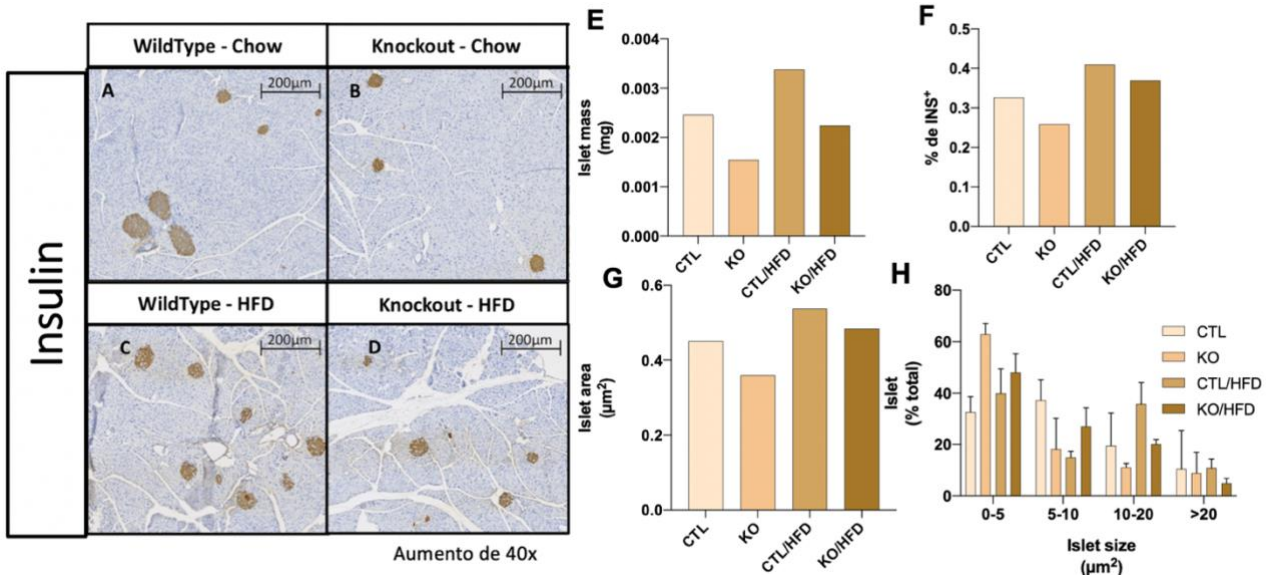 Insulin
WildType - Chow
Knockout - Chow
A
200μm
B
200μm
WildType - HFD
Knockout - HFD
C
200μm
D
200μm
Aumento de 40x
E
Islet mass
(mg)
0.004
0.003
0.002
0.001
0.000
CTL
KO
CTL/HFD
KO/HFD
F
% de INS+
0.5
0.4
0.3
0.2
0.1
0.0
CTL
KO
CTL/HFD
KO/HFD
G
Islet area
(μm²)
0.6
0.4
0.2
0.0
CTL
KO
CTL/HFD
KO/HFD
H
Islet
(% total)
80
60
40
20
0
0-5
5-10
10-20
>20
Islet size
(μm²)
CTL
KO
CTL/HFD
KO/HFD